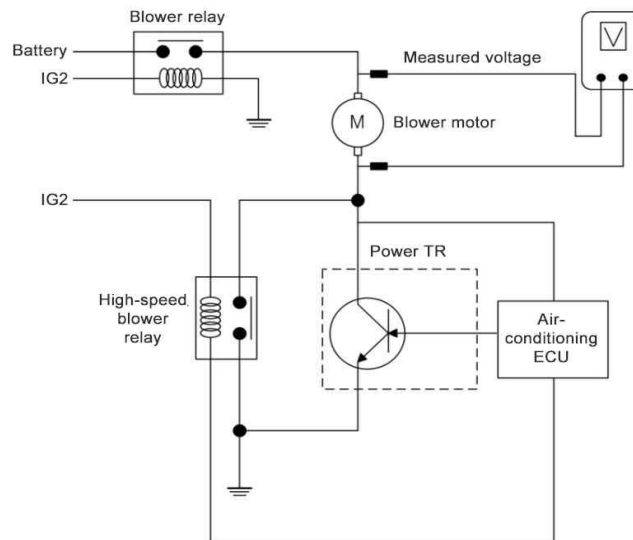 Blower relay
Battery
IG2
Measured voltage
V
M
Blower motor
IG2
Power TR
High-speed
blower
relay
Air-
conditioning
ECU